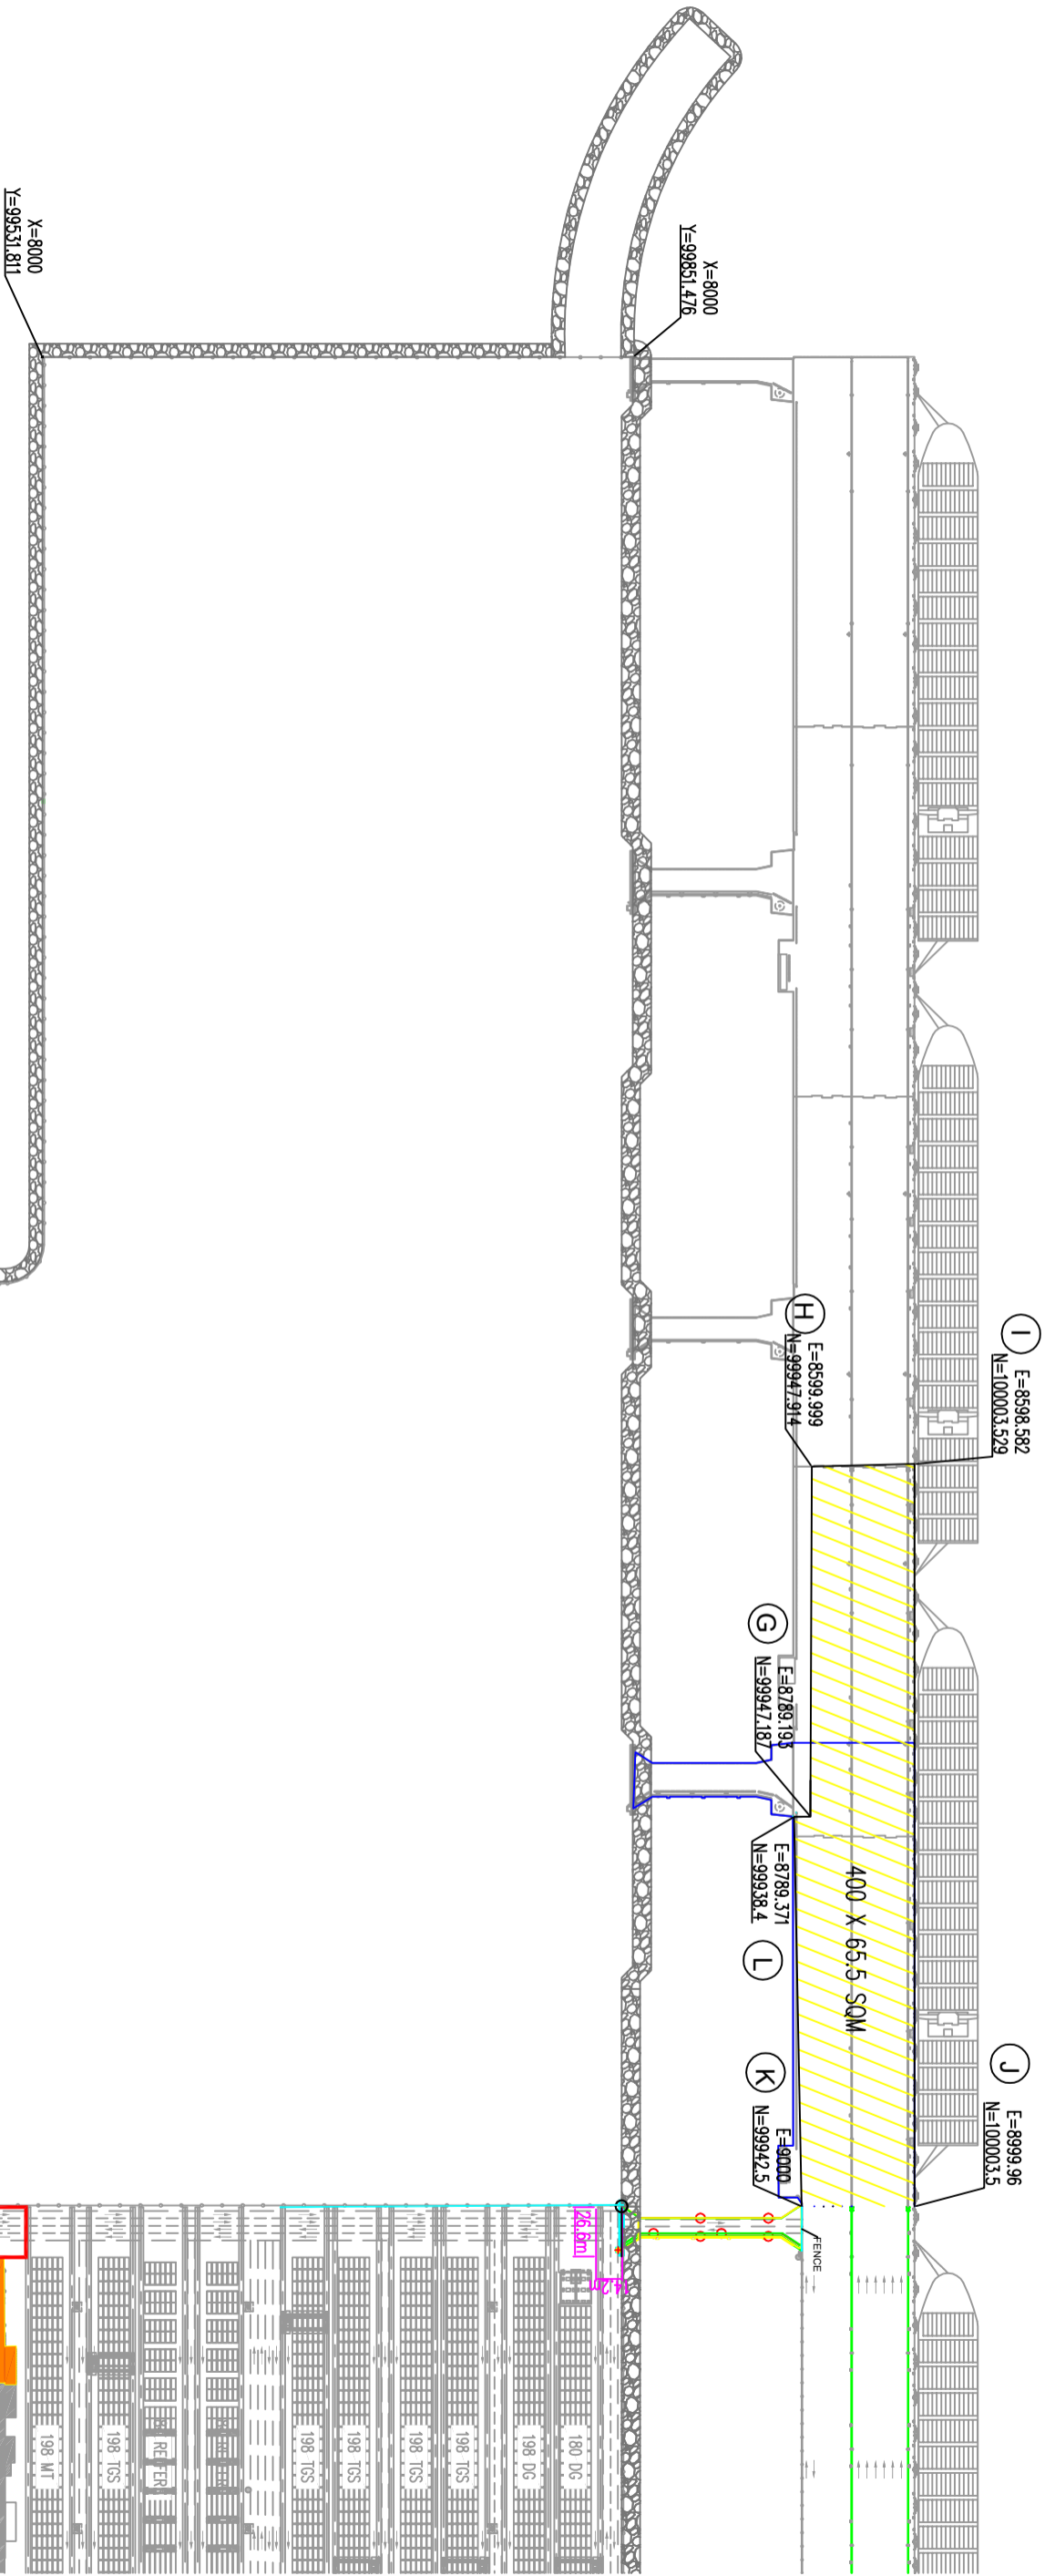 X=8000
Y=99531.811
X=8000
Y=99851.476
I
E=8598.582
N=100003.529
H
E=8599.999
N=99947.914
G
E=8789.193
N=99947.187
E=8789.371
N=99938.4
L
400 X 65.5 SQM
J
E=8999.96
N=100003.5
K
E=9000
N=99942.5
FENCE
26.6m
198 MT
198 TGS
REEFER
198 TGS
198 TGS
198 TGS
198 TGS
198 DG
180 DG